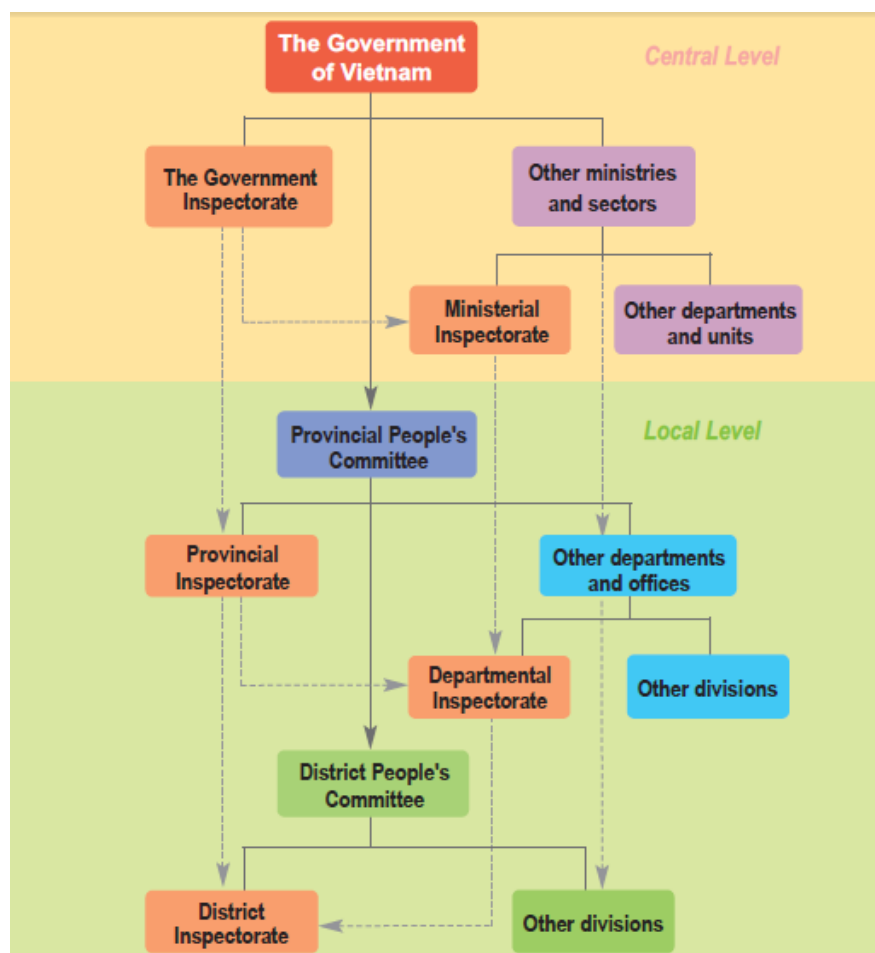 The Government
of Vietnam
Central Level
The Government
Inspectorate
Other ministries
and sectors
Ministerial
Inspectorate
Other departments
and units
Provincial People's
Committee
Local Level
Provincial
Inspectorate
Other departments
and offices
Departmental
Inspectorate
Other divisions
District People's
Committee
District
Inspectorate
Other divisions